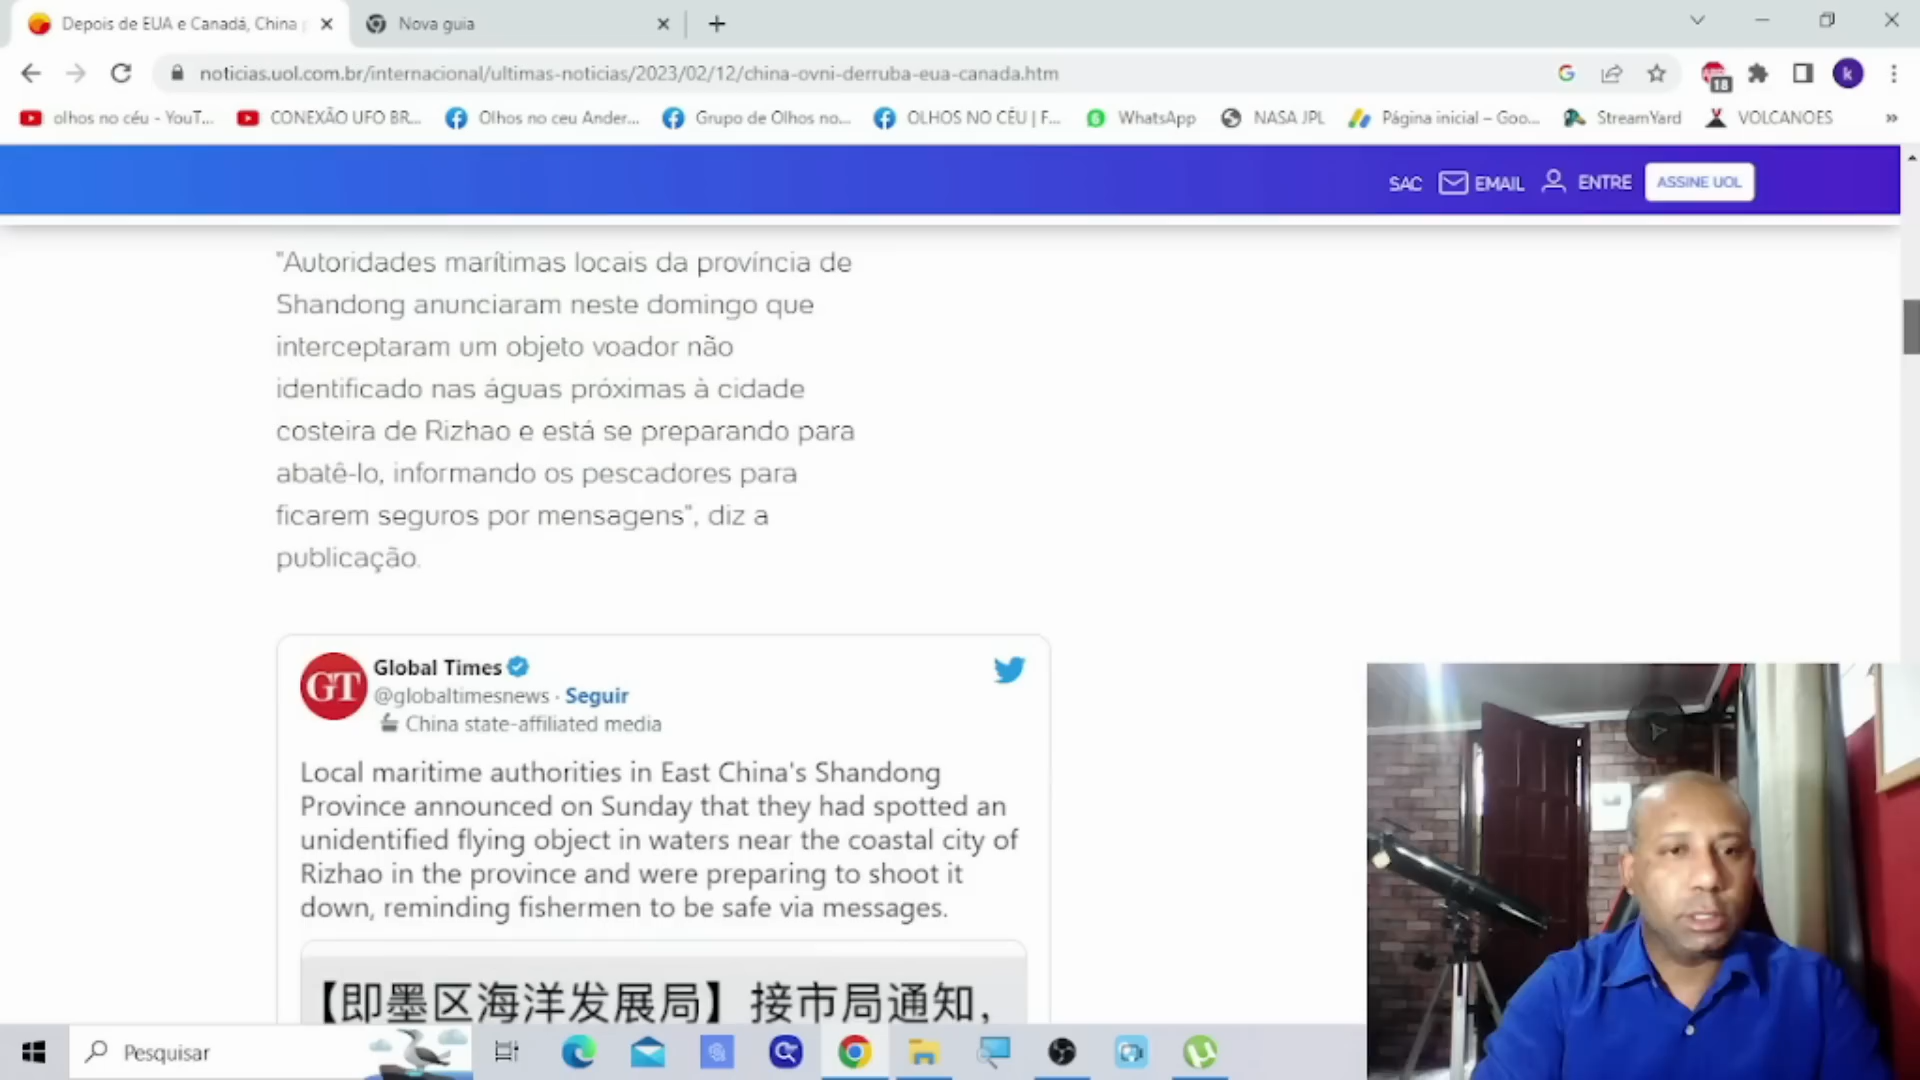 Depois de EUA e Canadá, China
Nova guia
noticias.uol.com.br/internacional/ultimas-noticias/2023/02/12/china-ovni-derruba-eua-canada.htm
18
k
olhos no céu - YouT...
CONEXÃO UFO BR...
Olhos no ceu Ander...
Grupo de Olhos no...
OLHOS NO CÉU | F...
WhatsApp
NASA JPL
Página inicial – Goo...
StreamYard
VOLCANOES
»
SAC
EMAIL
ENTRE
ASSINE UOL
"Autoridades marítimas locais da província de
Shandong anunciaram neste domingo que
interceptaram um objeto voador não
identificado nas águas próximas à cidade
costeira de Rizhao e está se preparando para
abatê-lo, informando os pescadores para
ficarem seguros por mensagens", diz a
publicação.
GT
Global Times
@globaltimesnews · Seguir
China state-affiliated media
Local maritime authorities in East China's Shandong
Province announced on Sunday that they had spotted an
unidentified flying object in waters near the coastal city of
Rizhao in the province and were preparing to shoot it
down, reminding fishermen to be safe via messages.
【即墨区海洋发展局】接市局通知，
Pesquisar